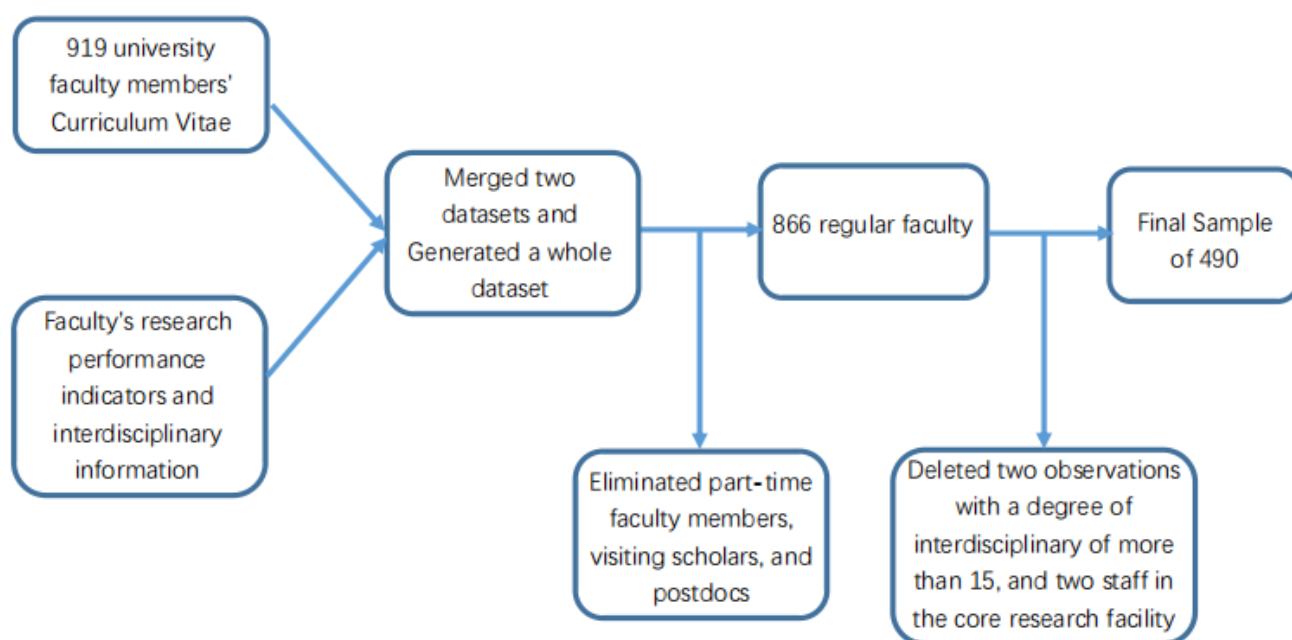 919 university
faculty members'
Curriculum Vitae
Faculty's research
performance
indicators and
interdisciplinary
information
Merged two
datasets and
Generated a whole
dataset
Eliminated part-time
faculty members,
visiting scholars, and
postdocs
866 regular faculty
Deleted two observations
with a degree of
interdisciplinary of more
than 15, and two staff in
the core research facility
Final Sample
of 490